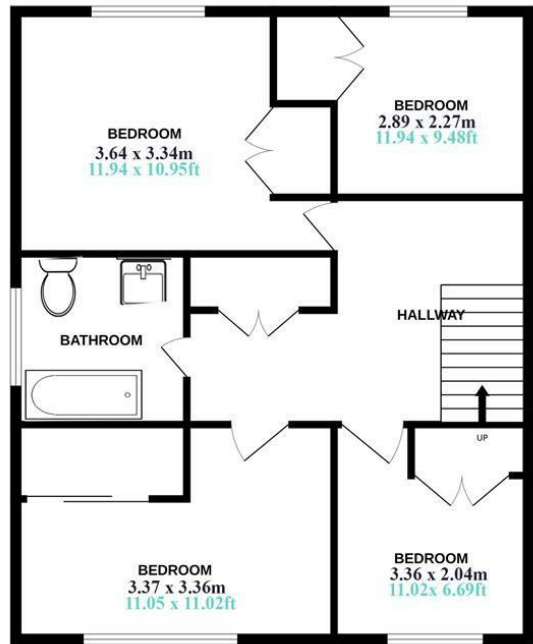 BEDROOM
3.64 x 3.34m
11.94 x 10.95ft
BEDROOM
2.89 x 2.27m
11.94 x 9.48ft
BATHROOM
HALLWAY
UP
BEDROOM
3.37 x 3.36m
11.05 x 11.02ft
BEDROOM
3.36 x 2.04m
11.02x 6.69ft